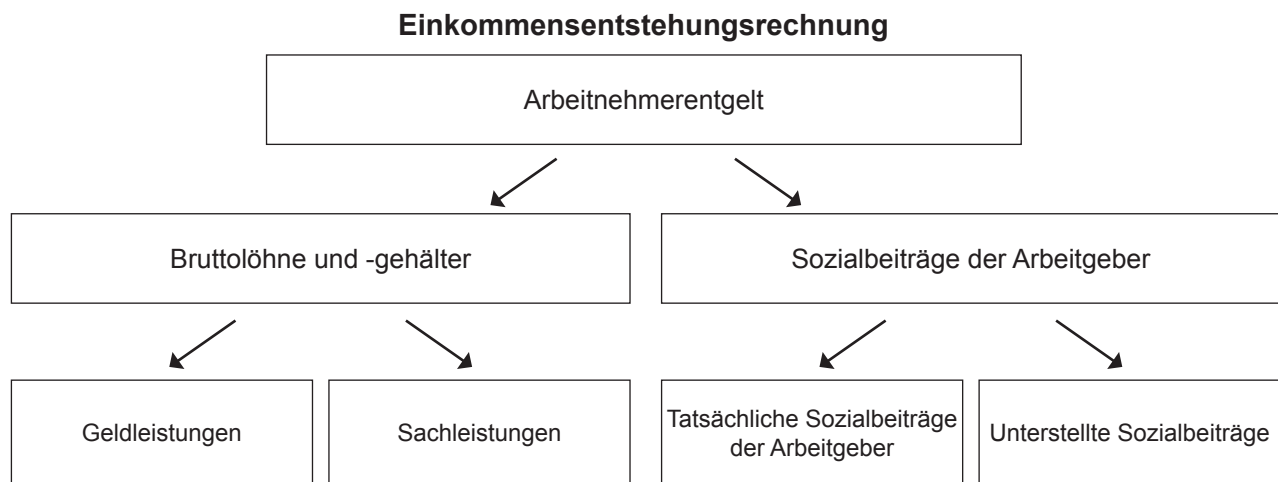 Einkommensentstehungsrechnung
Arbeitnehmerentgelt
Bruttolöhne und -gehälter
Sozialbeiträge der Arbeitgeber
Geldleistungen
Sachleistungen
Tatsächliche Sozialbeiträge
der Arbeitgeber
Unterstellte Sozialbeiträge